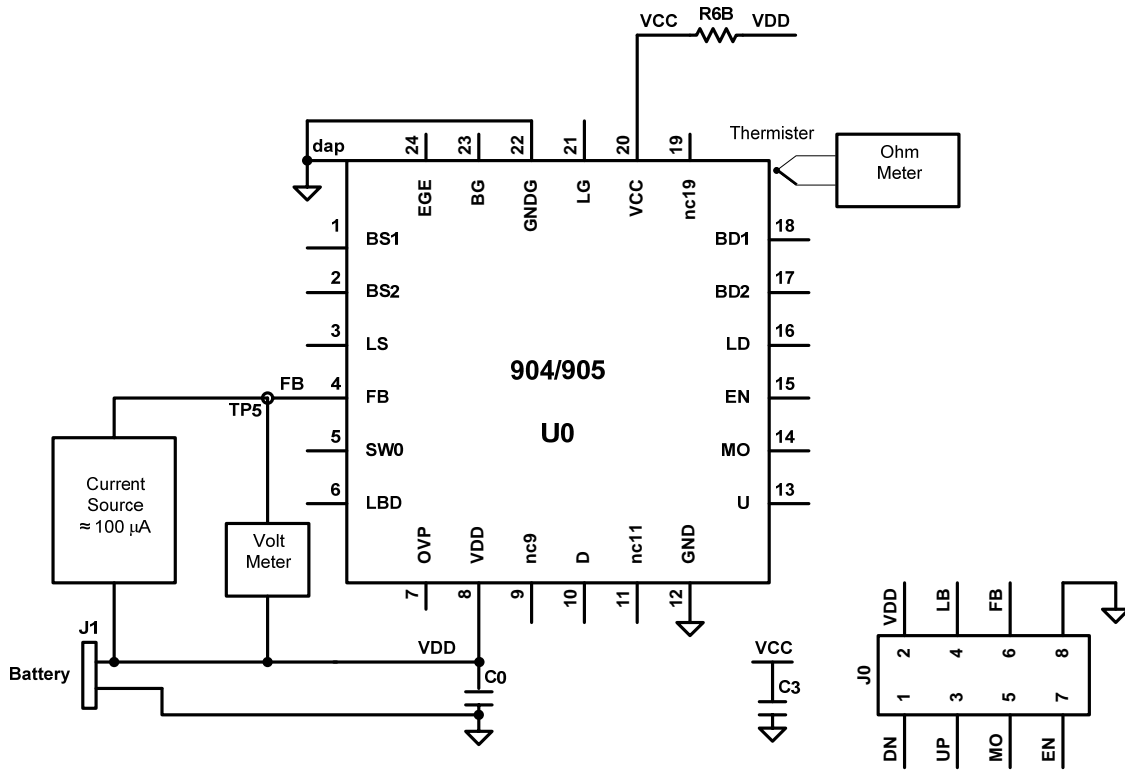 VCC R6B VDD
dap
24 23 22 21 20 19
EGE BG GNDG LG VCC nc19
Thermister
Ohm
Meter
1 BS1
2 BS2
3 LS
FB 4 FB
TP5
5 SW0
6 LBD
BD1 18
BD2 17
LD 16
EN 15
MO 14
U 13
904/905
U0
Current
Source
≈ 100 μA
Volt
Meter
OVP VDD nc9 D nc11 GND
7 8 9 10 11 12
J1
Battery
VDD
C0
VCC
C3
VDD LB FB
2 4 6 8
J0
1 3 5 7
DN UP MO EN